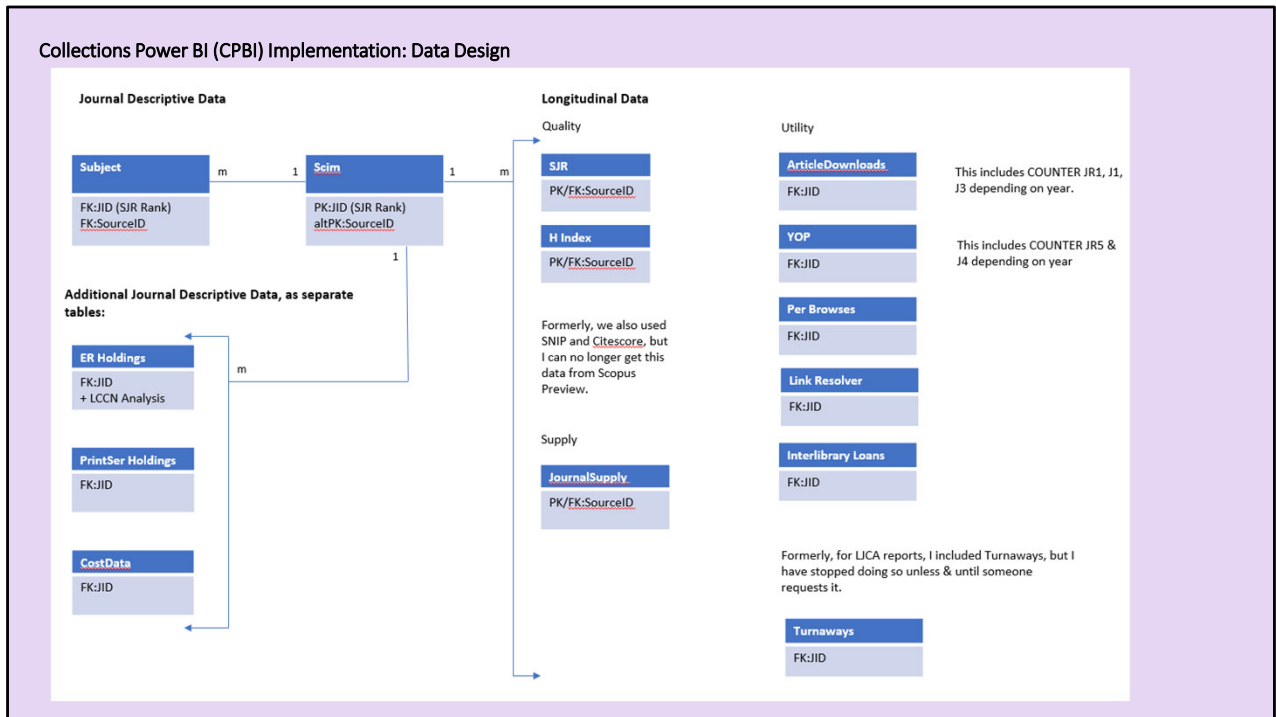 Collections Power BI (CPBI) Implementation: Data Design
Journal Descriptive Data
Subject
m
1
Scim
1
m
FK:JID (SJR Rank)
FK:SourceID
PK:JID (SJR Rank)
altPK:SourceID
1
Additional Journal Descriptive Data, as separate
tables:
ER Holdings
FK:JID
+ LCCN Analysis
m
PrintSer Holdings
FK:JID
CostData
FK:JID
Longitudinal Data
Quality
SJR
PK/FK:SourceID
H Index
PK/FK:SourceID
Formerly, we also used
SNIP and Citescore, but
I can no longer get this
data from Scopus
Preview.
Supply
JournalSupply
PK/FK:SourceID
Utility
ArticleDownloads
FK:JID
This includes COUNTER JR1, J1,
J3 depending on year.
YOP
FK:JID
This includes COUNTER JR5 &
J4 depending on year
Per Browses
FK:JID
Link Resolver
FK:JID
Interlibrary Loans
FK:JID
Formerly, for LJCA reports, I included Turnaways, but I
have stopped doing so unless & until someone
requests it.
Turnaways
FK:JID